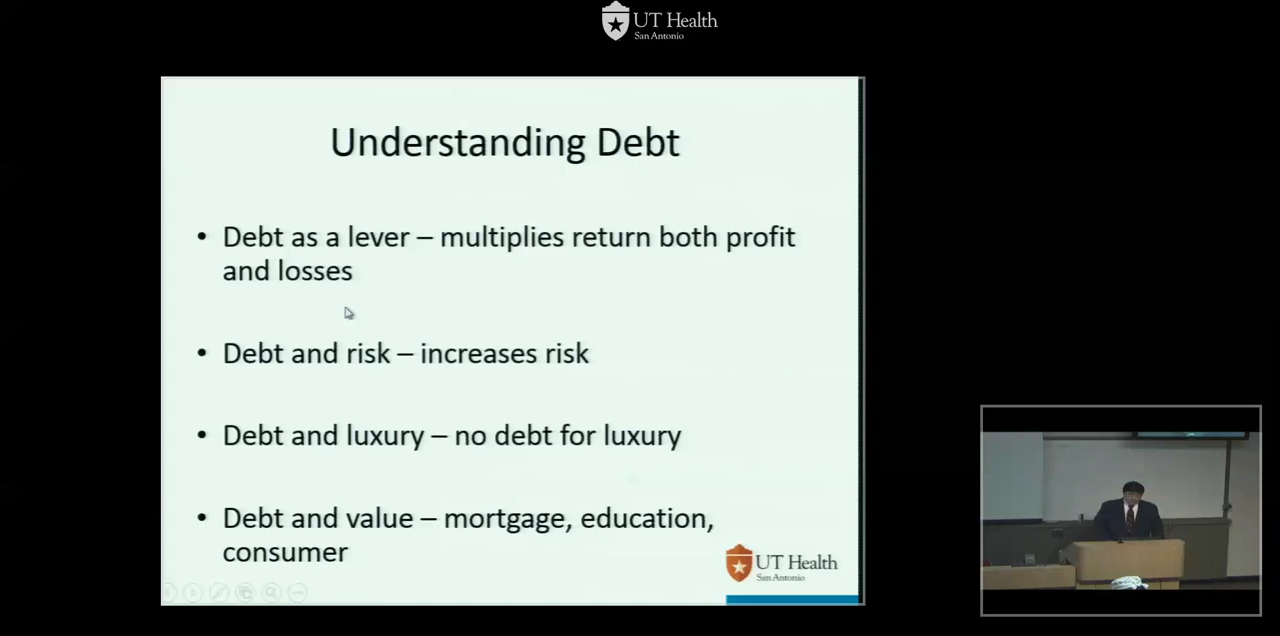 UT Health
San Antonio
Understanding Debt
• Debt as a lever – multiplies return both profit
and losses
• Debt and risk – increases risk
• Debt and luxury – no debt for luxury
• Debt and value – mortgage, education,
consumer
UT Health
San Antonio